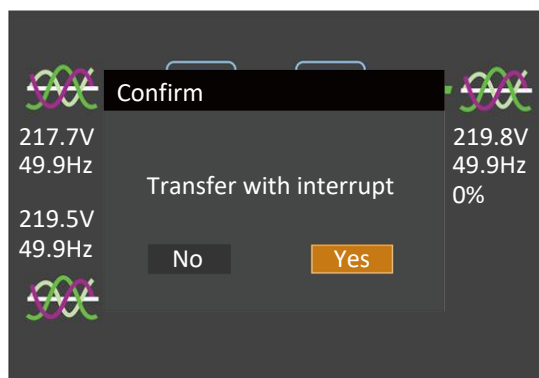 Confirm
217.7V
49.9Hz
219.8V
49.9Hz
0%
Transfer with interrupt
219.5V
49.9Hz
No
Yes